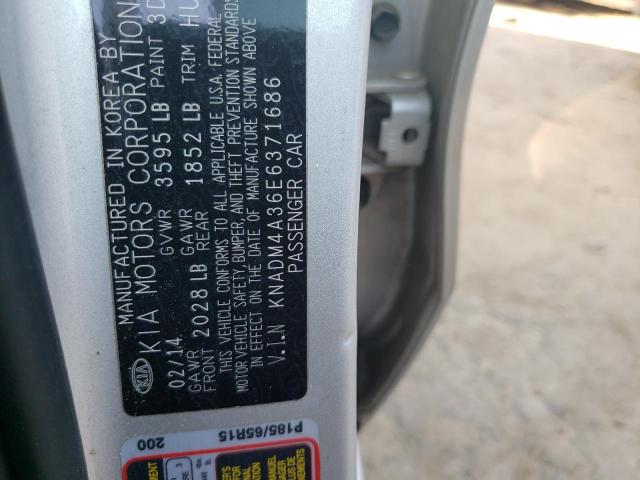 MANUFACTURED IN KOREA BY
KIA KIA MOTORS CORPORATION
02/14 GVWR 3595 LB PAINT 3D
GAWR FRONT 2028 LB GAWR REAR 1852 LB TRIM HU
THIS VEHICLE CONFORMS TO ALL APPLICABLE U.S.A. FEDERAL
MOTOR VEHICLE SAFETY, BUMPER, AND THEFT PREVENTION STANDARDS
IN EFFECT ON THE DATE OF MANUFACTURE SHOWN ABOVE
V.I.N KNADM4A36E6371686
PASSENGER CAR
P185/65R15
200